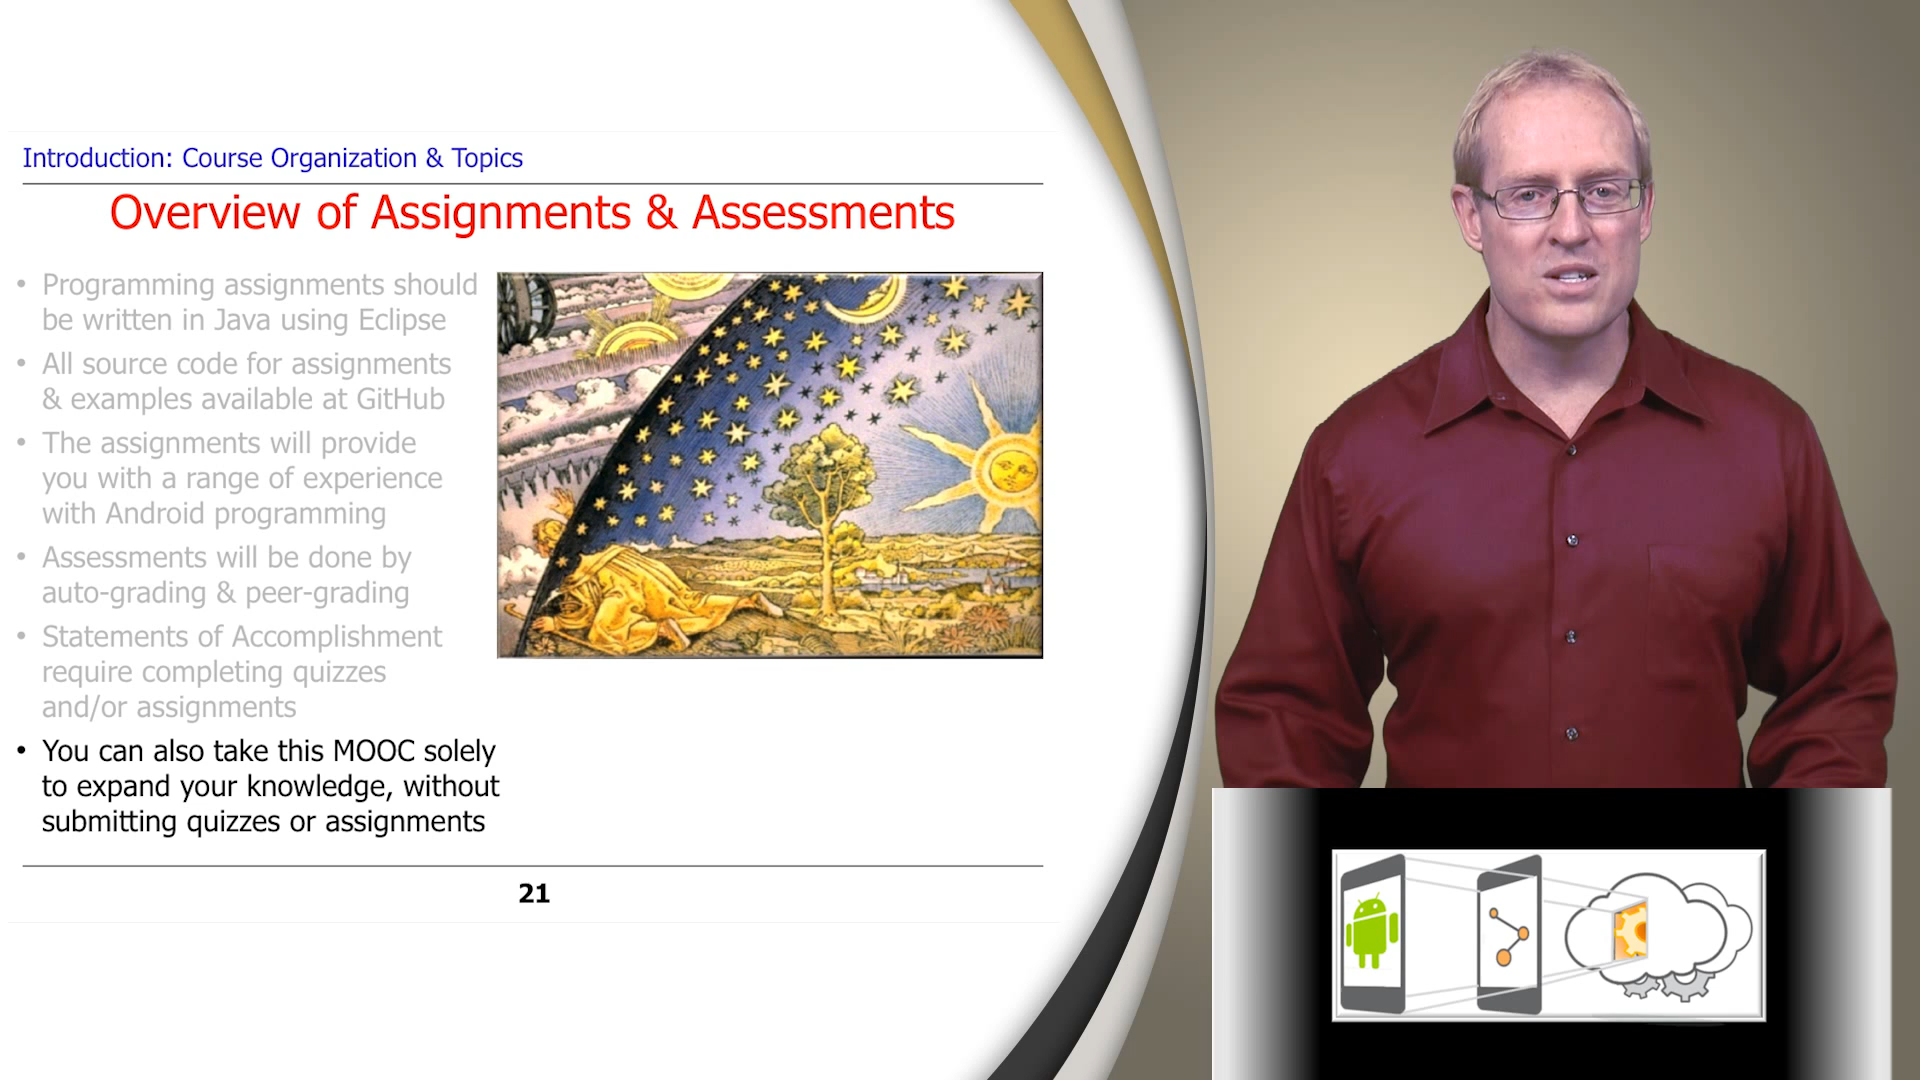 Introduction: Course Organization & Topics
Overview of Assignments & Assessments
• Programming assignments should
be written in Java using Eclipse
• All source code for assignments
& examples available at GitHub
• The assignments will provide
you with a range of experience
with Android programming
• Assessments will be done by
auto-grading & peer-grading
• Statements of Accomplishment
require completing quizzes
and/or assignments
• You can also take this MOOC solely
to expand your knowledge, without
submitting quizzes or assignments
21